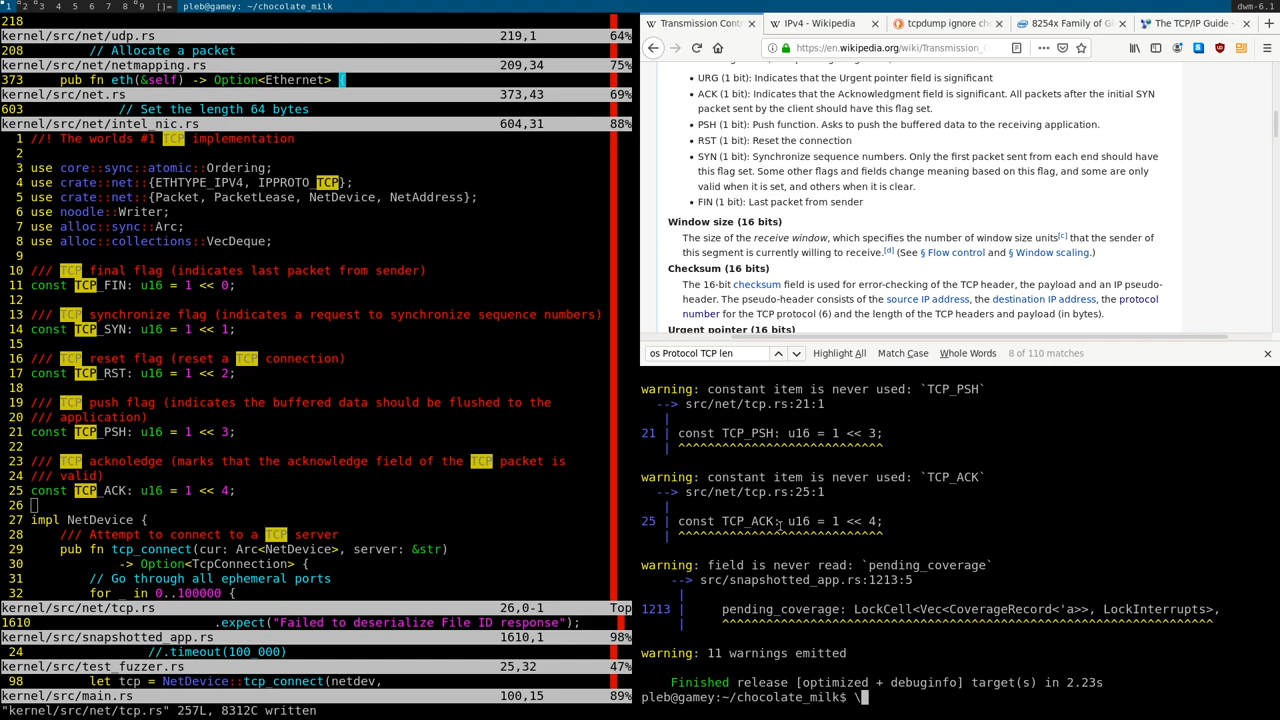 1 2 3 4 5 6 7 8 9 []= pleb@gamey: ~/chocolate_milk dwm-6.1
218
kernel/src/net/udp.rs 219,1 64%
208 // Allocate a packet
kernel/src/net/netmapping.rs 209,34 75%
373 pub fn eth(&self) -> Option<Ethernet> {
kernel/src/net.rs 373,43 69%
603 // Set the length 64 bytes
kernel/src/net/intel_nic.rs 604,31 88%
1 //! The worlds #1 TCP implementation
2
3 use core::sync::atomic::Ordering;
4 use crate::net::{ETHTYPE_IPV4, IPPROTO_TCP};
5 use crate::net::{Packet, PacketLease, NetDevice, NetAddress};
6 use noodle::Writer;
7 use alloc::sync::Arc;
8 use alloc::collections::VecDeque;
9
10 /// TCP final flag (indicates last packet from sender)
11 const TCP_FIN: u16 = 1 << 0;
12
13 /// TCP synchronize flag (indicates a request to synchronize sequence numbers)
14 const TCP_SYN: u16 = 1 << 1;
15
16 /// TCP reset flag (reset a TCP connection)
17 const TCP_RST: u16 = 1 << 2;
18
19 /// TCP push flag (indicates the buffered data should be flushed to the
20 /// application)
21 const TCP_PSH: u16 = 1 << 3;
22
23 /// TCP acknoledge (marks that the acknowledge field of the TCP packet is
24 /// valid)
25 const TCP_ACK: u16 = 1 << 4;
26
27 impl NetDevice {
28 /// Attempt to connect to a TCP server
29 pub fn tcp_connect(cur: Arc<NetDevice>, server: &str)
30 -> Option<TcpConnection> {
31 // Go through all ephemeral ports
32 for _ in 0..100000 {
kernel/src/net/tcp.rs 26,0-1 Top
1610 .expect("Failed to deserialize File ID response");
kernel/src/snapshotted_app.rs 1610,1 98%
24 //.timeout(100_000)
kernel/src/test_fuzzer.rs 25,32 47%
98 let tcp = NetDevice::tcp_connect(netdev,
kernel/src/main.rs 100,15 89%
"kernel/src/net/tcp.rs" 257L, 8312C written
Transmission Contr
IPv4 - Wikipedia
tcpdump ignore che
8254x Family of Gi
The TCP/IP Guide -
https://en.wikipedia.org/wiki/Transmission_C
URG (1 bit): Indicates that the Urgent pointer field is significant
ACK (1 bit): Indicates that the Acknowledgment field is significant. All packets after the initial SYN
packet sent by the client should have this flag set.
PSH (1 bit): Push function. Asks to push the buffered data to the receiving application.
RST (1 bit): Reset the connection
SYN (1 bit): Synchronize sequence numbers. Only the first packet sent from each end should have
this flag set. Some other flags and fields change meaning based on this flag, and some are only
valid when it is set, and others when it is clear.
FIN (1 bit): Last packet from sender
Window size (16 bits)
The size of the receive window, which specifies the number of window size units[c] that the sender of
this segment is currently willing to receive.[d] (See § Flow control and § Window scaling.)
Checksum (16 bits)
The 16-bit checksum field is used for error-checking of the TCP header, the payload and an IP pseudo-
header. The pseudo-header consists of the source IP address, the destination IP address, the protocol
number for the TCP protocol (6) and the length of the TCP headers and payload (in bytes).
Urgent pointer (16 bits)
os Protocol TCP len Highlight All Match Case Whole Words 8 of 110 matches
warning: constant item is never used: `TCP_PSH`
--> src/net/tcp.rs:21:1
|
21 | const TCP_PSH: u16 = 1 << 3;
| ^^^^^^^^^^^^^^^^^^^^^^^^^^^^
warning: constant item is never used: `TCP_ACK`
--> src/net/tcp.rs:25:1
|
25 | const TCP_ACK: u16 = 1 << 4;
| ^^^^^^^^^^^^^^^^^^^^^^^^^^^^
warning: field is never read: `pending_coverage`
--> src/snapshotted_app.rs:1213:5
|
1213 | pending_coverage: LockCell<Vec<CoverageRecord<'a>>, LockInterrupts>,
| ^^^^^^^^^^^^^^^^^^^^^^^^^^^^^^^^^^^^^^^^^^^^^^^^^^^^^^^^^^^^^^^^^^^
warning: 11 warnings emitted
Finished release [optimized + debuginfo] target(s) in 2.23s
pleb@gamey:~/chocolate_milk$ \